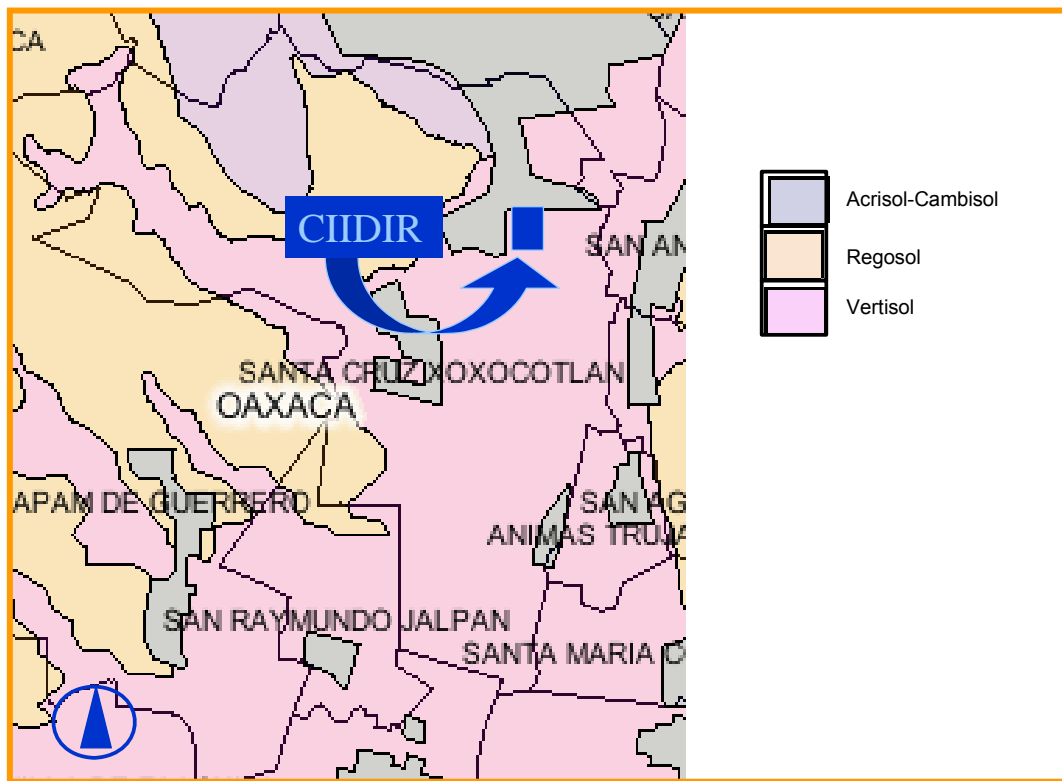 CA
CIIDIR
SAN AN
SANTA CRUZ XOXOCOTLAN
OAXACA
APAM DE GUERRERO
SAN AG
ANIMAS TRUJA
SAN RAYMUNDO JALPAN
SANTA MARIA C
Acrisol-Cambisol
Regosol
Vertisol